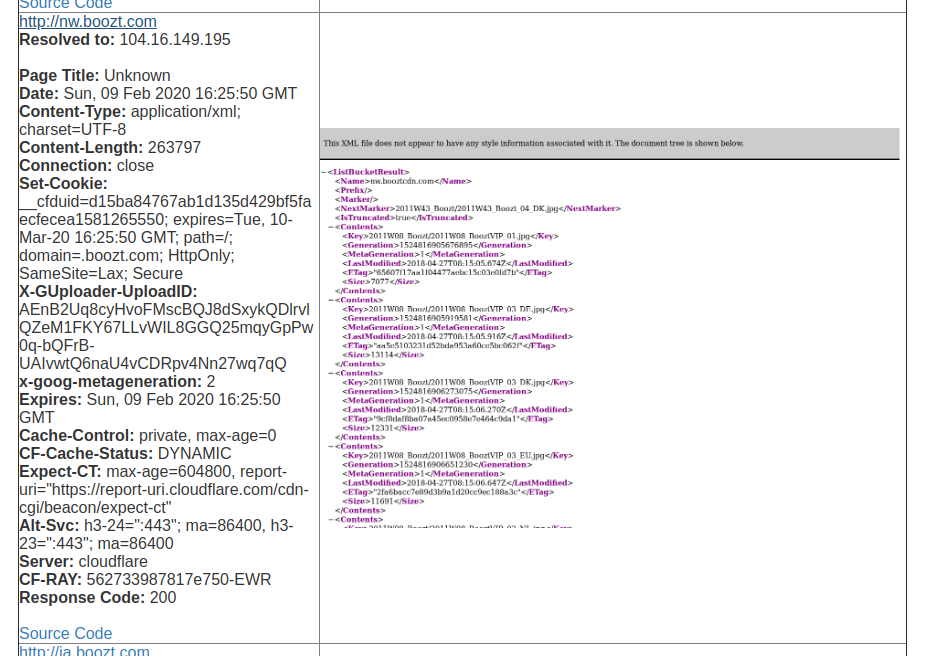 Source Code
http://nw.boozt.com
Resolved to: 104.16.149.195
Page Title: Unknown
Date: Sun, 09 Feb 2020 16:25:50 GMT
Content-Type: application/xml;
charset=UTF-8
Content-Length: 263797
Connection: close
Set-Cookie:
__cfduid=d15ba84767ab1d135d429bf5fa
ecfecea1581265550; expires=Tue, 10-
Mar-20 16:25:50 GMT; path=/;
domain=.boozt.com; HttpOnly;
SameSite=Lax; Secure
X-GUploader-UploadID:
AEnB2Uq8cyHvoFMscBQJ8dSxykQDlrvl
QZeM1FKY67LLvWlL8GGQ25mqyGpPw
0q-bQFrB-
UAIvwtQ6naU4vCDRpv4Nn27wq7qQ
x-goog-metageneration: 2
Expires: Sun, 09 Feb 2020 16:25:50
GMT
Cache-Control: private, max-age=0
CF-Cache-Status: DYNAMIC
Expect-CT: max-age=604800, report-
uri="https://report-uri.cloudflare.com/cdn-
cgi/beacon/expect-ct"
Alt-Svc: h3-24=":443"; ma=86400, h3-
23=":443"; ma=86400
Server: cloudflare
CF-RAY: 562733987817e750-EWR
Response Code: 200
Source Code
http://ja.boozt.com
This XML file does not appear to have any style information associated with it. The document tree is shown below.
−<ListBucketResult>
<Name>nw.booztcdn.com</Name>
<Prefix/>
<Marker/>
<NextMarker>2011W43_Boozt/2011W43_Boozt_04_DK.jpg</NextMarker>
<IsTruncated>true</IsTruncated>
−<Contents>
<Key>2011W08_Boozt/2011W08_BooztVIP_01.jpg</Key>
<Generation>1524816905676895</Generation>
<MetaGeneration>1</MetaGeneration>
<LastModified>2018-04-27T08:15:05.674Z</LastModified>
<ETag>"65607f17aa1f04477aebc15c03e0fd7b"</ETag>
<Size>7077</Size>
</Contents>
−<Contents>
<Key>2011W08_Boozt/2011W08_BooztVIP_03_DE.jpg</Key>
<Generation>1524816905919581</Generation>
<MetaGeneration>1</MetaGeneration>
<LastModified>2018-04-27T08:15:05.916Z</LastModified>
<ETag>"aa5e5103231d52bda953a60ce5bc062f"</ETag>
<Size>13114</Size>
</Contents>
−<Contents>
<Key>2011W08_Boozt/2011W08_BooztVIP_03_DK.jpg</Key>
<Generation>1524816906273075</Generation>
<MetaGeneration>1</MetaGeneration>
<LastModified>2018-04-27T08:15:06.270Z</LastModified>
<ETag>"9cf8daf8ba07a45ec0958e7e464c9da1"</ETag>
<Size>12331</Size>
</Contents>
−<Contents>
<Key>2011W08_Boozt/2011W08_BooztVIP_03_EU.jpg</Key>
<Generation>1524816906651230</Generation>
<MetaGeneration>1</MetaGeneration>
<LastModified>2018-04-27T08:15:06.647Z</LastModified>
<ETag>"2fa6bacc7e89d3b9a1d20cc9ec188a3c"</ETag>
<Size>11691</Size>
</Contents>
−<Contents>